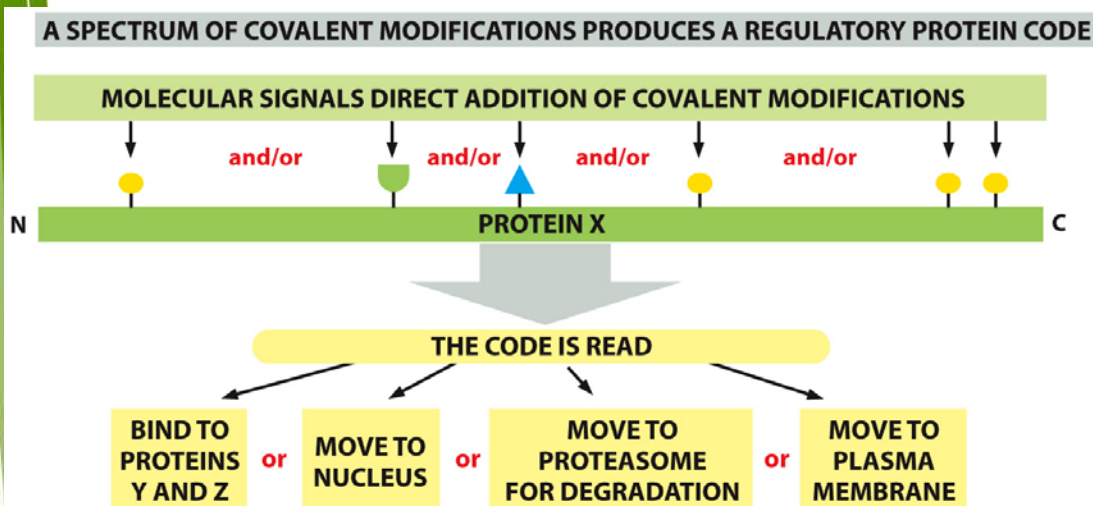 A SPECTRUM OF COVALENT MODIFICATIONS PRODUCES A REGULATORY PROTEIN CODE
MOLECULAR SIGNALS DIRECT ADDITION OF COVALENT MODIFICATIONS
and/or and/or and/or and/or
N PROTEIN X C
THE CODE IS READ
BIND TO
PROTEINS
Y AND Z
or
MOVE TO
NUCLEUS
or
MOVE TO
PROTEASOME
FOR DEGRADATION
or
MOVE TO
PLASMA
MEMBRANE